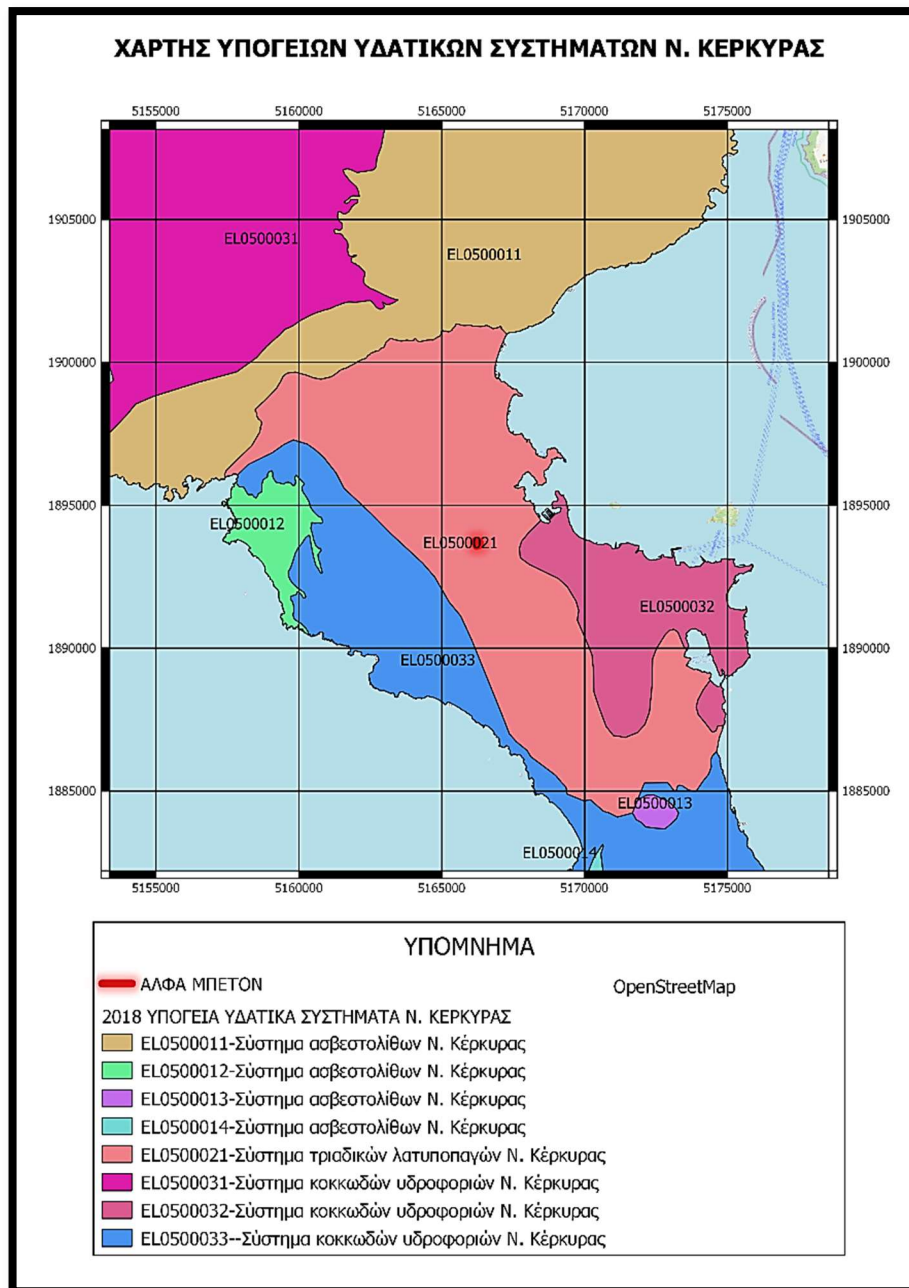 ΧΑΡΤΗΣ ΥΠΟΓΕΙΩΝ ΥΔΑΤΙΚΩΝ ΣΥΣΤΗΜΑΤΩΝ Ν. ΚΕΡΚΥΡΑΣ
5155000 5160000 5165000 5170000 5175000
1905000 1905000
EL0500031
EL0500011
1900000 1900000
1895000 1895000
EL0500012
EL0500021
EL0500032
1890000 1890000
EL0500033
1885000 1885000
EL0500013
EL0500014
5155000 5160000 5165000 5170000 5175000
ΥΠΟΜΝΗΜΑ
ΑΛΦΑ ΜΠΕΤΟΝ OpenStreetMap
2018 ΥΠΟΓΕΙΑ ΥΔΑΤΙΚΑ ΣΥΣΤΗΜΑΤΑ Ν. ΚΕΡΚΥΡΑΣ
EL0500011-Σύστημα ασβεστολίθων Ν. Κέρκυρας
EL0500012-Σύστημα ασβεστολίθων Ν. Κέρκυρας
EL0500013-Σύστημα ασβεστολίθων Ν. Κέρκυρας
EL0500014-Σύστημα ασβεστολίθων Ν. Κέρκυρας
EL0500021-Σύστημα τριαδικών λατυποπαγών Ν. Κέρκυρας
EL0500031-Σύστημα κοκκωδών υδροφοριών Ν. Κέρκυρας
EL0500032-Σύστημα κοκκωδών υδροφοριών Ν. Κέρκυρας
EL0500033--Σύστημα κοκκωδών υδροφοριών Ν. Κέρκυρας